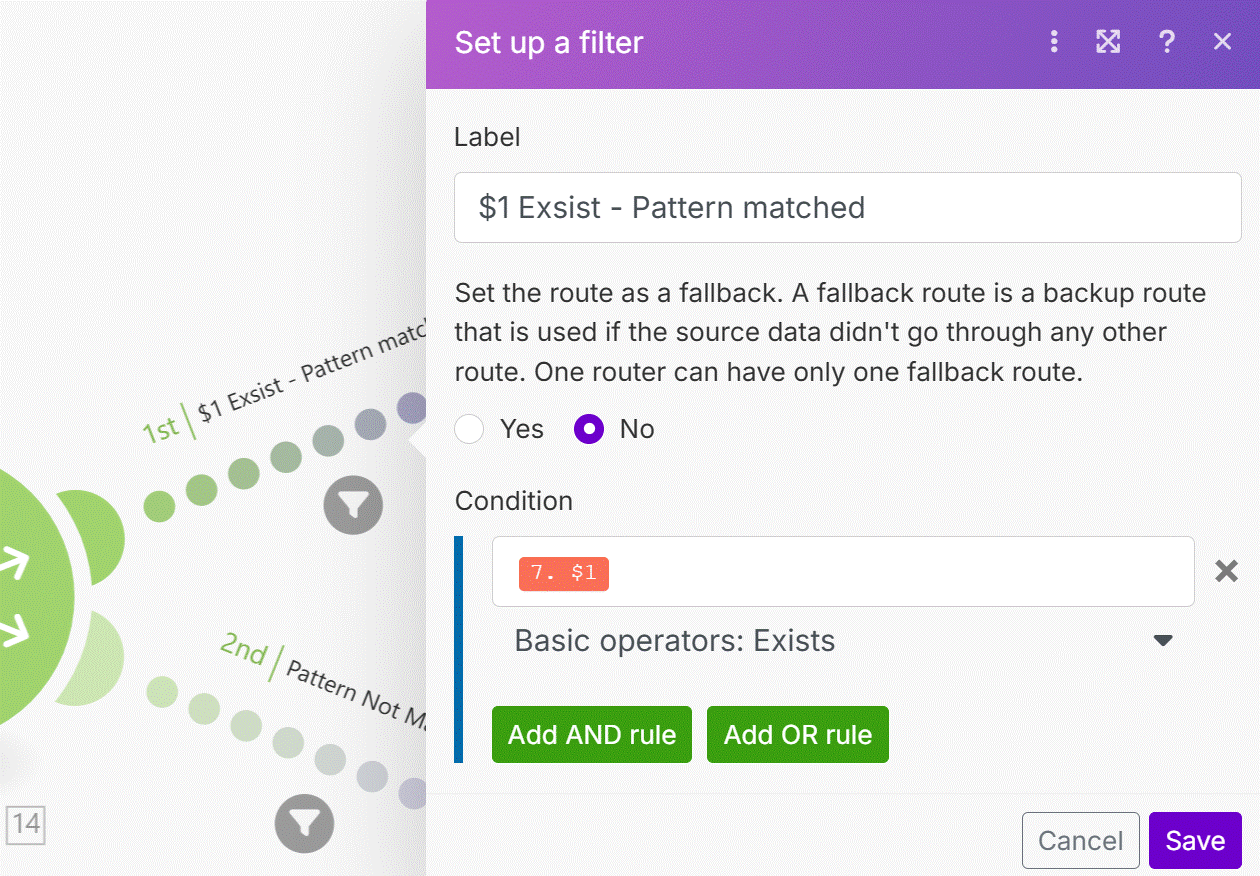 Set up a filter
Label
$1 Exsist - Pattern matched
Set the route as a fallback. A fallback route is a backup route
that is used if the source data didn't go through any other
route. One router can have only one fallback route.
Yes No
Condition
7. $1
Basic operators: Exists
Add AND rule Add OR rule
Cancel Save
1st $1 Exsist - Pattern
2nd Pattern Not
14